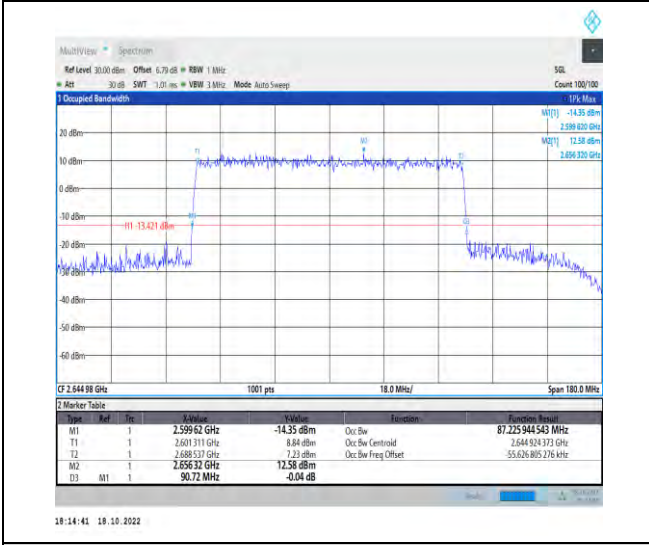 MultiView Spectrum
Ref Level 30.00 dBm Offset 6.79 dB RBW 1 MHz SGL
Att 30 dB SWT 1.01 ms VBW 3 MHz Mode Auto Sweep Count 100/100
1 Occupied Bandwidth 1Pk Max
M1[1] -14.35 dBm
2.599 620 GHz
M2[1] 12.58 dBm
2.656 320 GHz
20 dBm
M2
T1
T2
10 dBm
0 dBm
-10 dBm
M1
D3
H1 -13.421 dBm
-20 dBm
-30 dBm
-40 dBm
-50 dBm
-60 dBm
CF 2.644 98 GHz 1001 pts 18.0 MHz/ Span 180.0 MHz
2 Marker Table
Type Ref Trc X-Value Y-Value Function Function Result
M1 1 2.599 62 GHz -14.35 dBm Occ Bw 87.225 944 543 MHz
T1 1 2.601 311 GHz 8.84 dBm Occ Bw Centroid 2.644 924 373 GHz
T2 1 2.688 537 GHz 7.23 dBm Occ Bw Freq Offset -55.626 805 276 kHz
M2 1 2.656 32 GHz 12.58 dBm
D3 M1 1 90.72 MHz -0.04 dB
18:14:41 18.10.2022